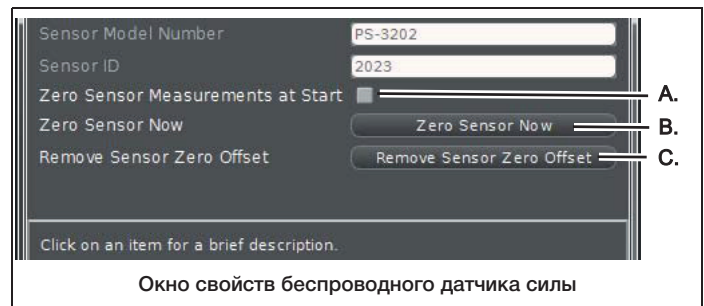 Sensor Model Number PS-3202
Sensor ID 2023
Zero Sensor Measurements at Start A.
Zero Sensor Now Zero Sensor Now B.
Remove Sensor Zero Offset Remove Sensor Zero Offset C.
Click on an item for a brief description.
Окно свойств беспроводного датчика силы